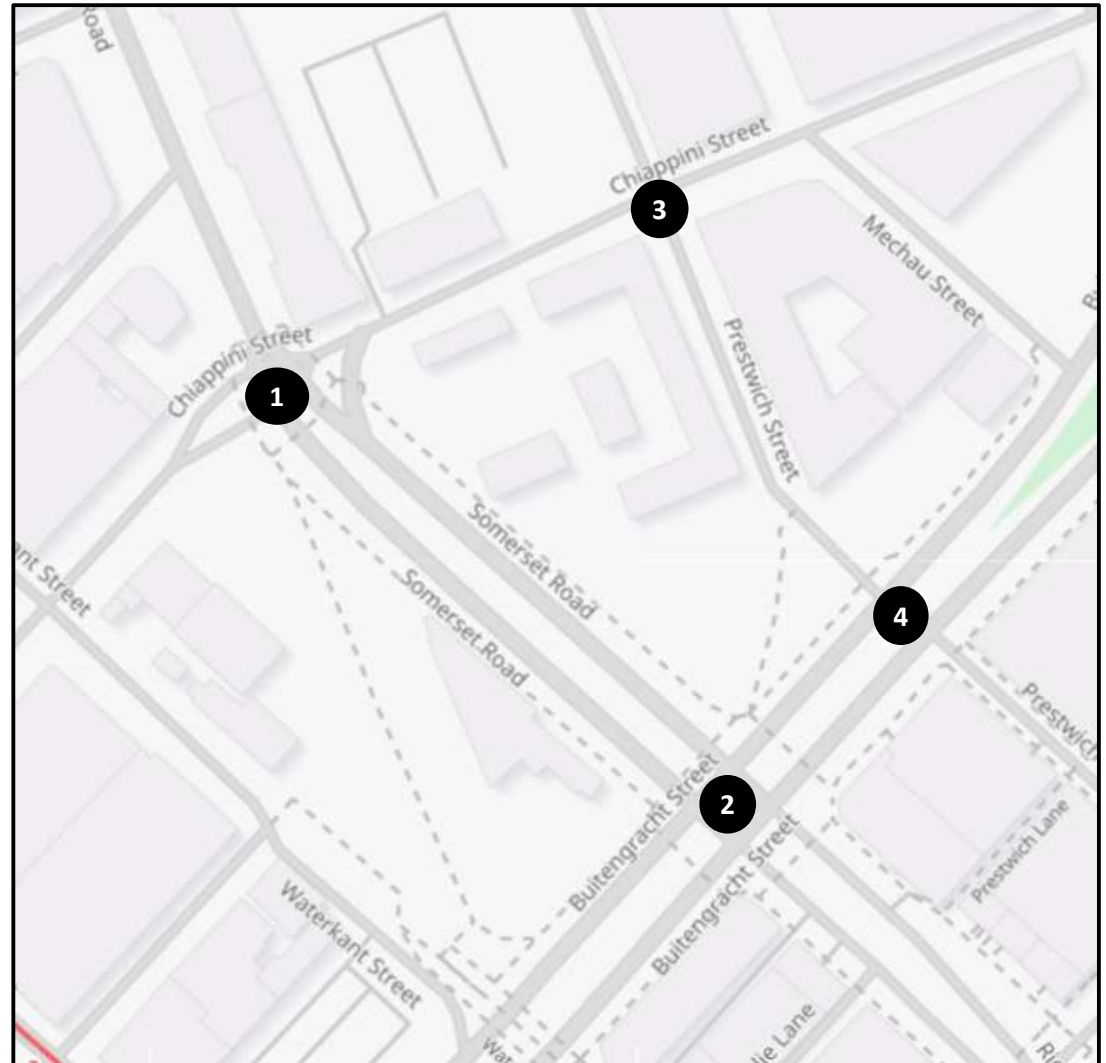 Road
Chiappini Street
3
Mechau Street
Chiappini Street
Prestwich Street
1
Somerset Road
Somerset Road
4
Prestwich
Buitengracht Street
2
Prestwich Lane
Buitengracht Street
Waterkant Street